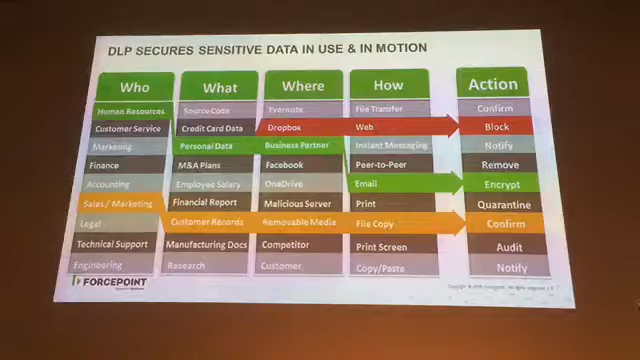 DLP SECURES SENSITIVE DATA IN USE & IN MOTION
Who What Where How Action
Human Resources Source Code Evernote File Transfer Confirm
Customer Service Credit Card Data Dropbox Web Block
Marketing Personal Data Business Partner Instant Messaging Notify
Finance M&A Plans Facebook Peer-to-Peer Remove
Accounting Employee Salary OneDrive Email Encrypt
Sales / Marketing Financial Report Malicious Server Print Quarantine
Legal Customer Records Removable Media File Copy Confirm
Technical Support Manufacturing Docs Competitor Print Screen Audit
Engineering Research Customer Copy/Paste Notify
FORCEPOINT